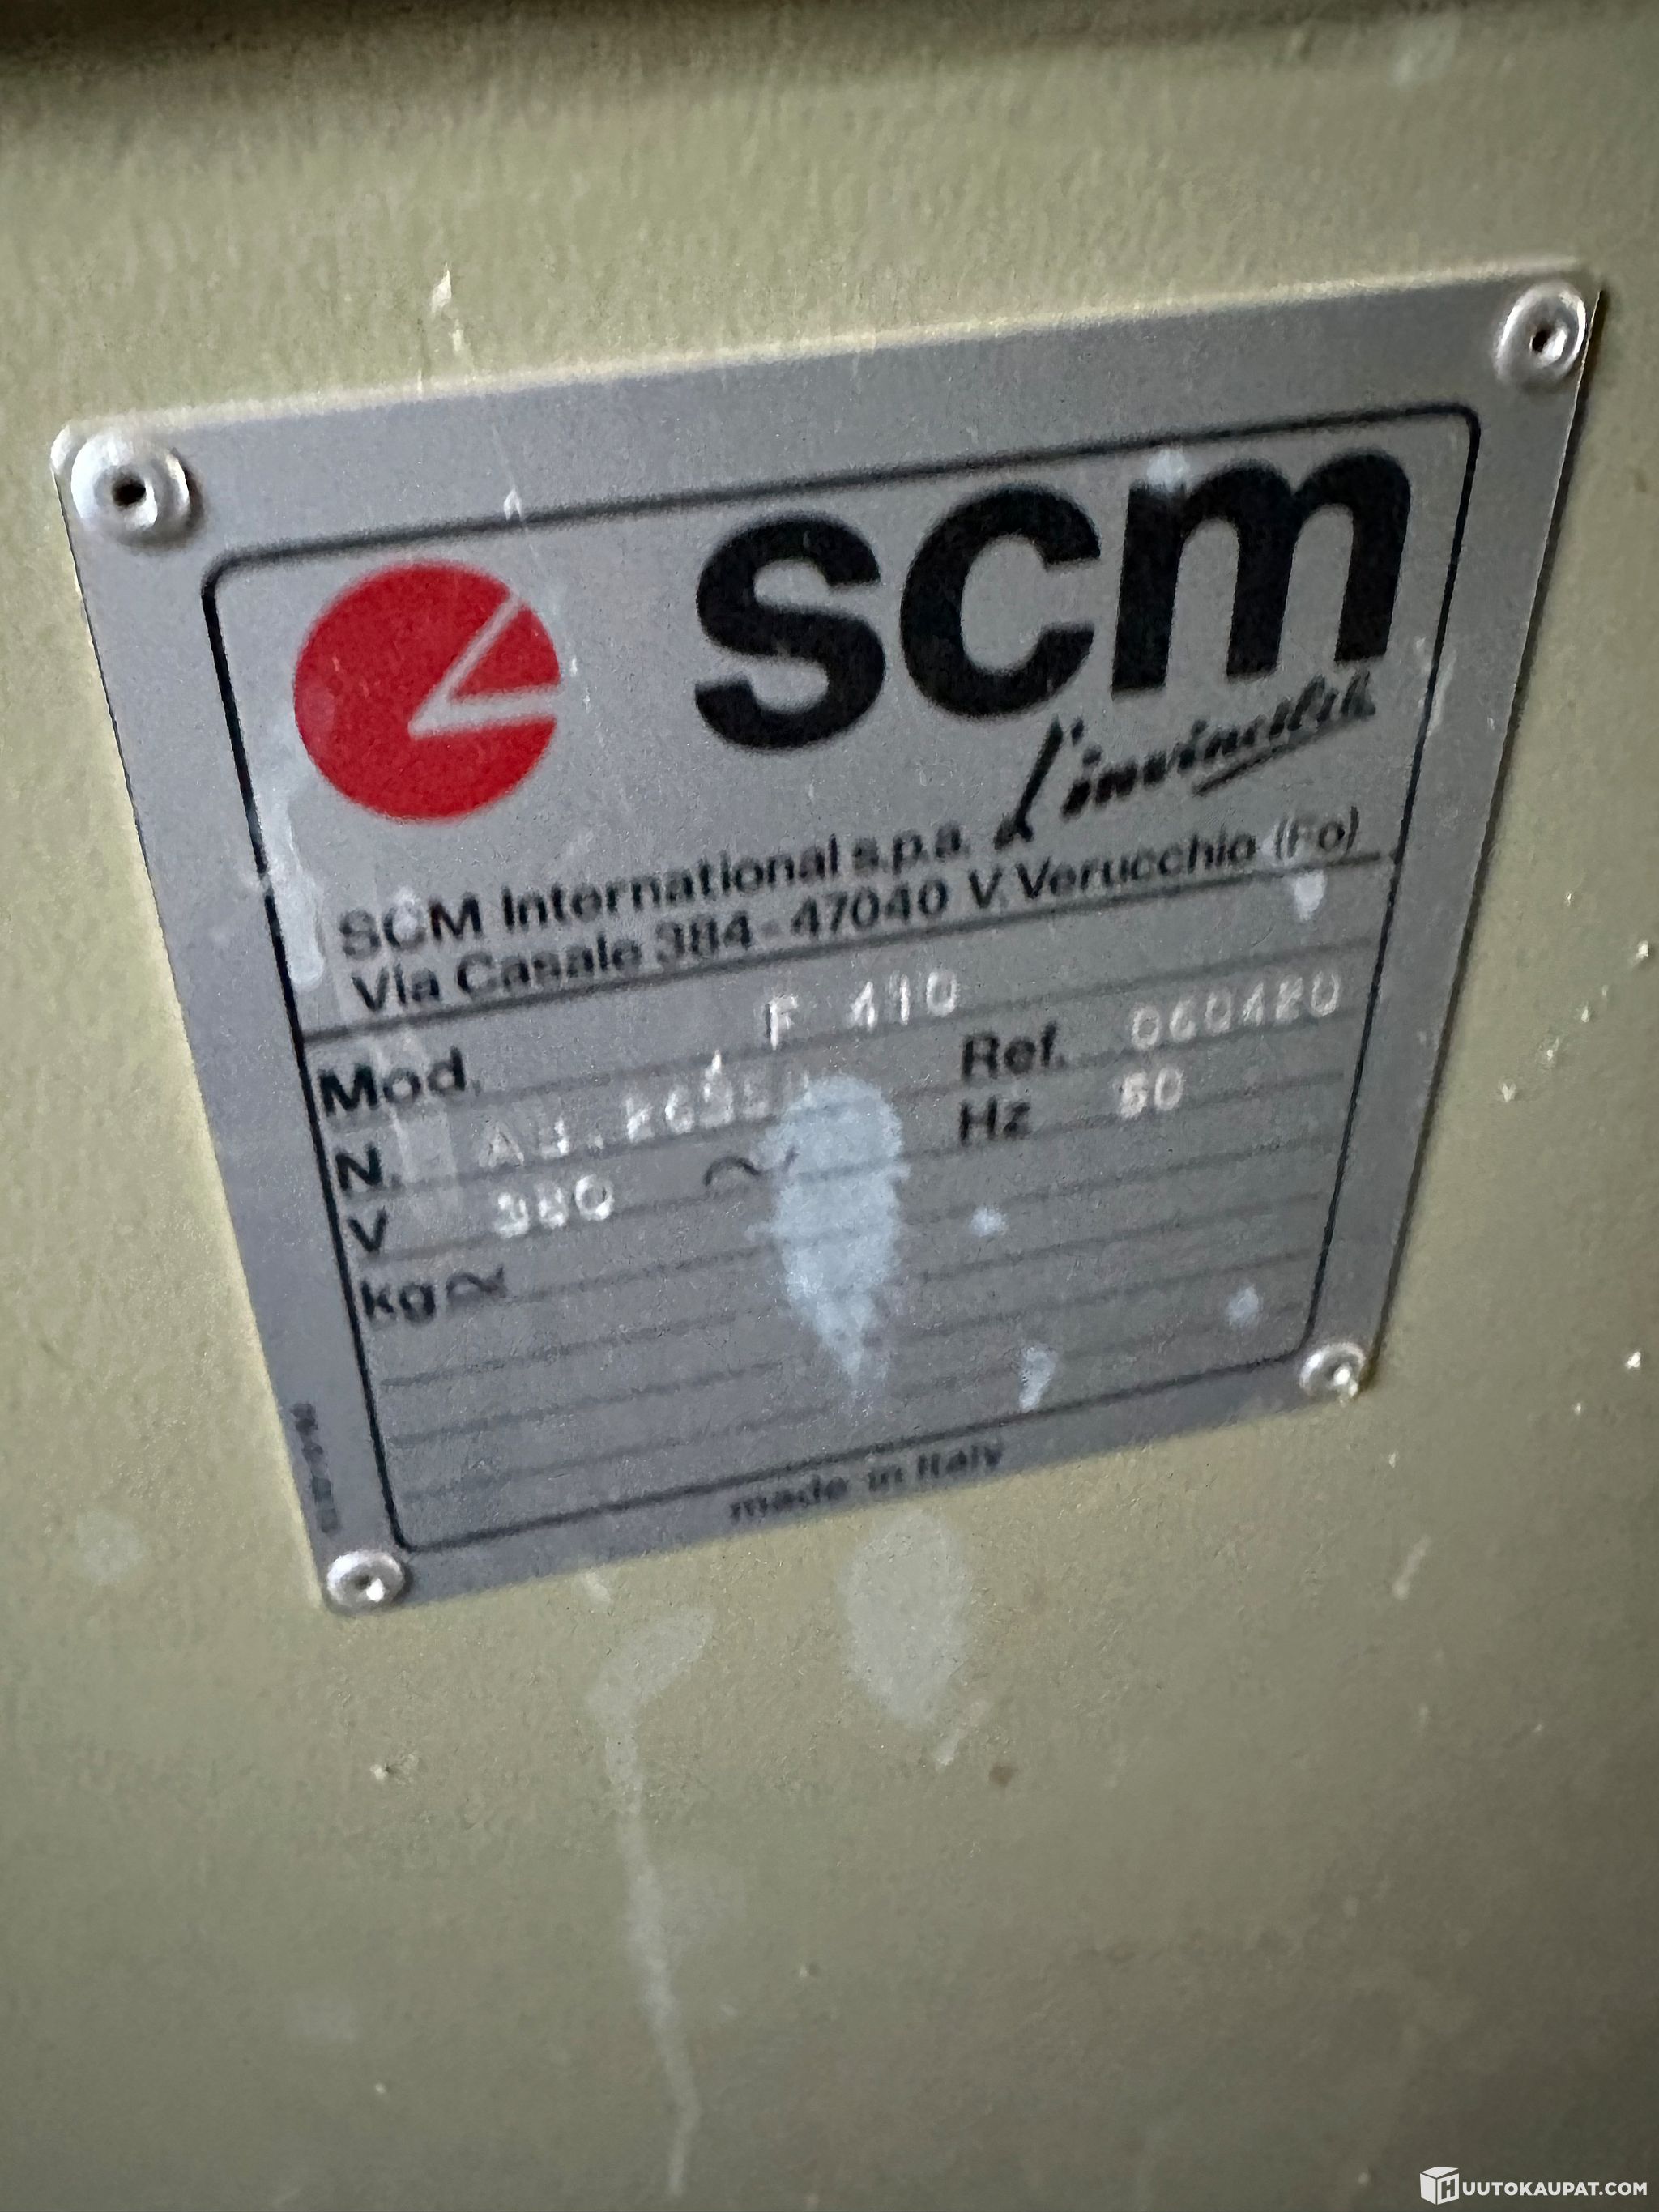 scm
l'invincibile
SCM International s.p.a.
Via Casale 384 - 47040 V. Verucchio (Fo)
Mod. F 410
Ref. 060420
N.
Hz 50
V 380 ~
kg ≃
made in Italy
HUUTOKAUPAT.COM